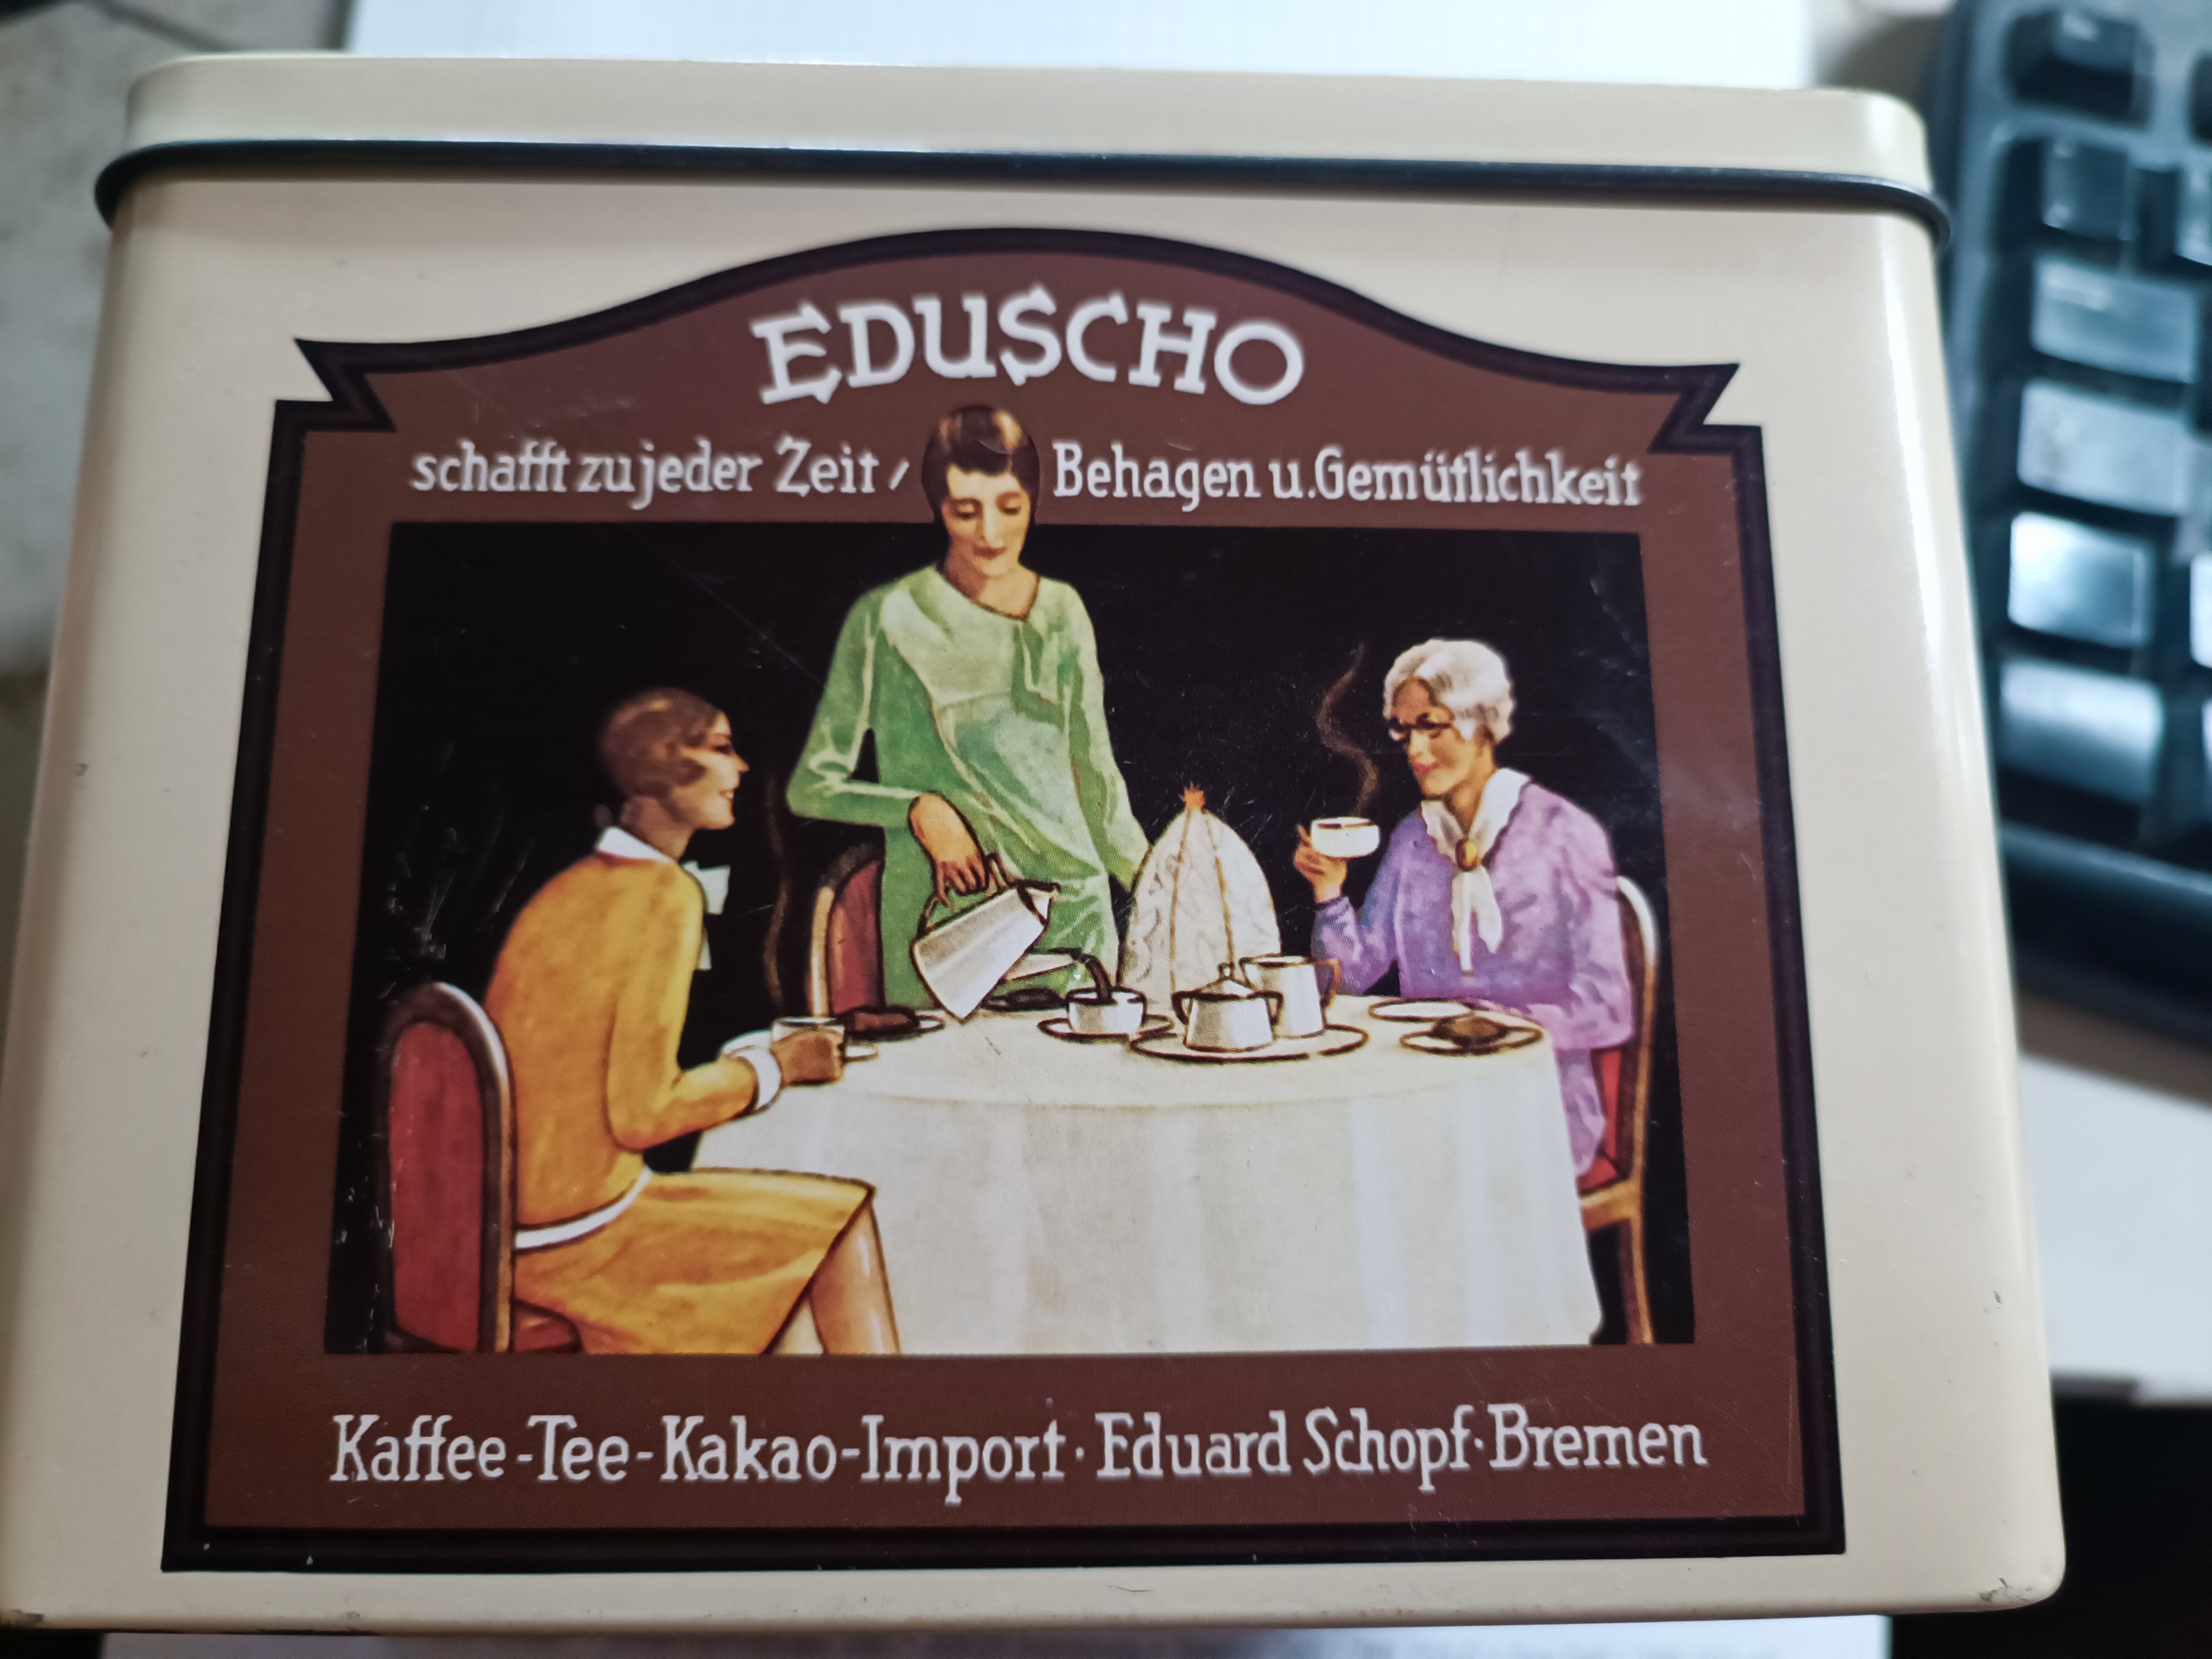 EDUSCHO
schafft zu jeder Zeit / Behagen u. Gemütlichkeit
Kaffee-Tee-Kakao-Import · Eduard Schopf · Bremen